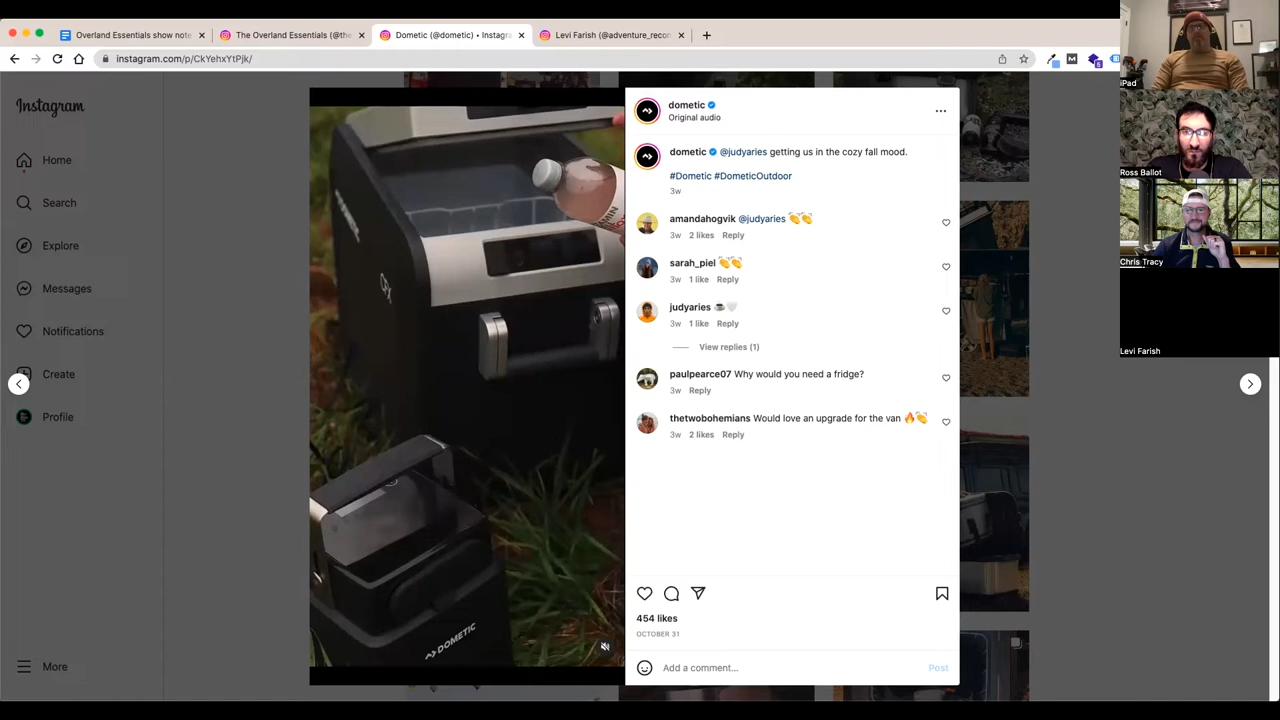 Overland Essentials show note
The Overland Essentials (@the
Dometic (@dometic) • Instagra
Levi Farish (@adventure_recon
instagram.com/p/CkYehxYtPjk/
Instagram
Home
Search
Explore
Messages
Notifications
Create
Profile
More
CFX
DOMETIC
dometic
Original audio
dometic @judyaries getting us in the cozy fall mood.
#Dometic #DometicOutdoor
3w
amandahogvik @judyaries 👏👏
3w 2 likes Reply
sarah_piel 👏👏
3w 1 like Reply
judyaries ☕🤍
3w 1 like Reply
View replies (1)
paulpearce07 Why would you need a fridge?
3w Reply
thetwobohemians Would love an upgrade for the van 🔥👏
3w 2 likes Reply
454 likes
OCTOBER 31
Add a comment...
Post
iPad
Ross Ballot
Chris Tracy
Levi Farish